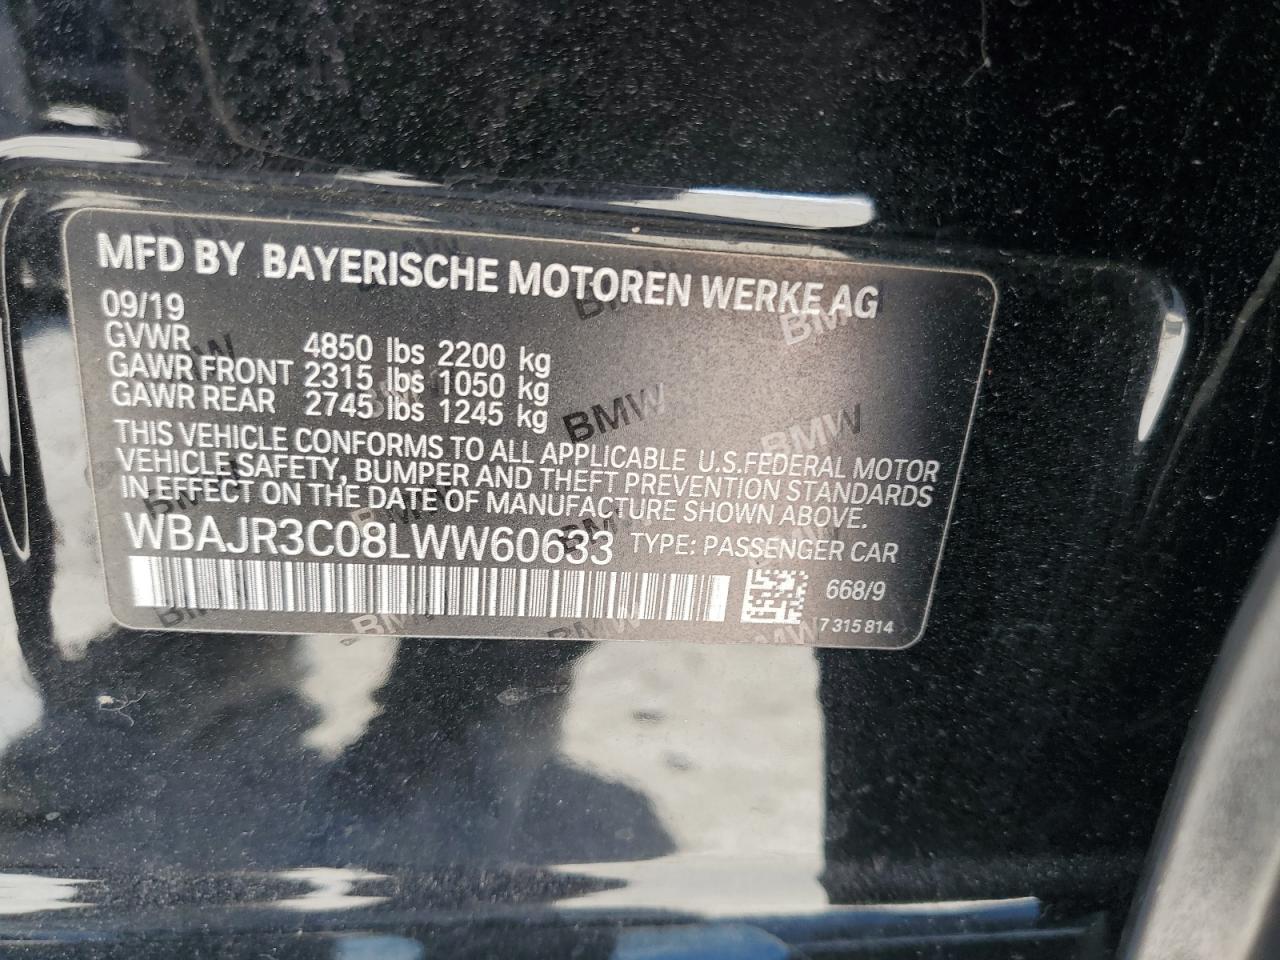 MFD BY BAYERISCHE MOTOREN WERKE AG
09/19
GVWR 4850 lbs 2200 kg
GAWR FRONT 2315 lbs 1050 kg
GAWR REAR 2745 lbs 1245 kg
THIS VEHICLE CONFORMS TO ALL APPLICABLE U.S.FEDERAL MOTOR
VEHICLE SAFETY, BUMPER AND THEFT PREVENTION STANDARDS
IN EFFECT ON THE DATE OF MANUFACTURE SHOWN ABOVE.
WBAJR3C08LWW60633 TYPE: PASSENGER CAR
668/9
7 315 814